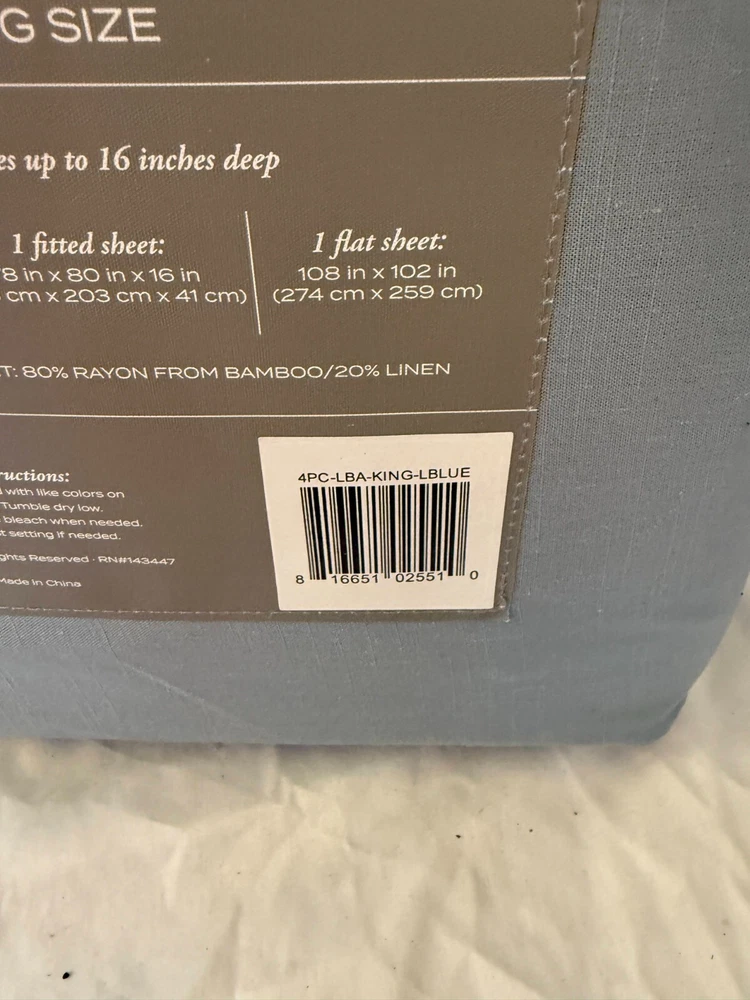 G SIZE
es up to 16 inches deep
1 fitted sheet:
8 in x 80 in x 16 in
cm x 203 cm x 41 cm)
1 flat sheet:
108 in x 102 in
(274 cm x 259 cm)
T: 80% RAYON FROM BAMBOO/20% LINEN
ructions:
with like colors on
Tumble dry low.
bleach when needed.
t setting if needed.
ghts Reserved · RN#143447
Made in China
4PC-LBA-KING-LBLUE
8 16651 02551 0